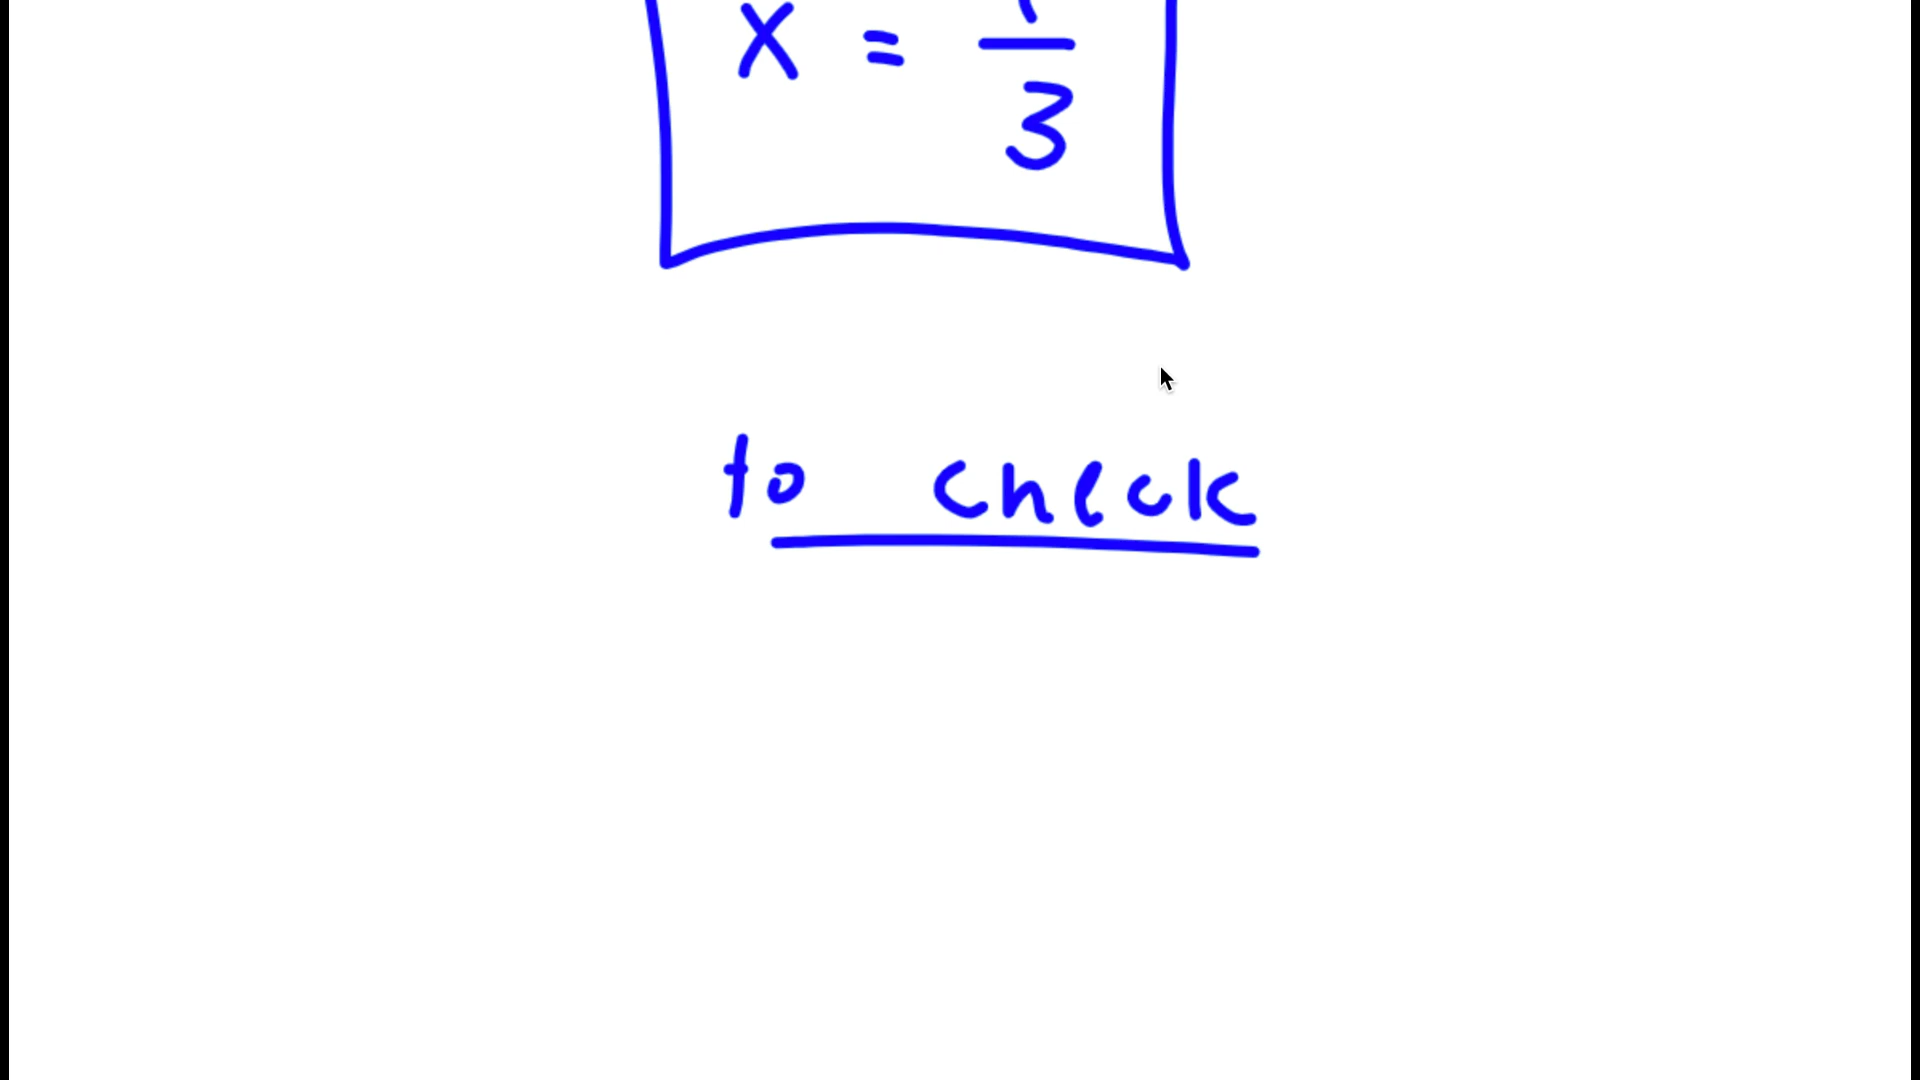 x =
3
to check